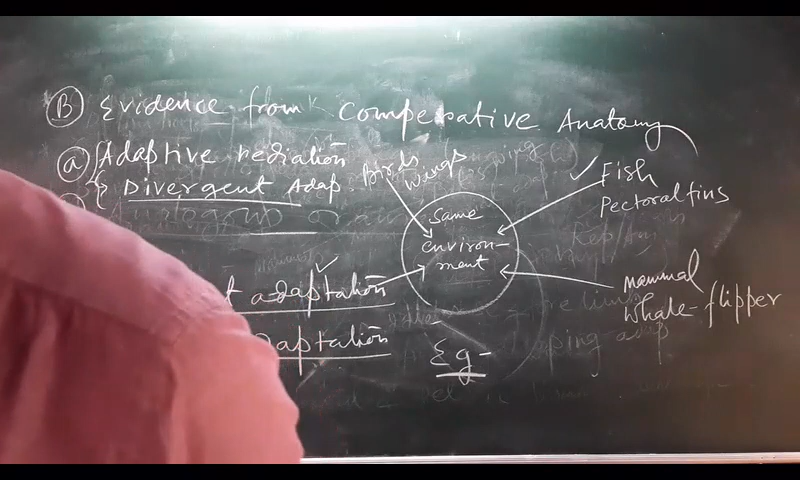 B Evidence from Comperative Anatomy
a Adaptive rediation
Divergent Adap.
Birds wings
Fish
Pectoral fins
same
environ-
ment
t adaptation
aptation
mammal
whale-flipper
Eg-